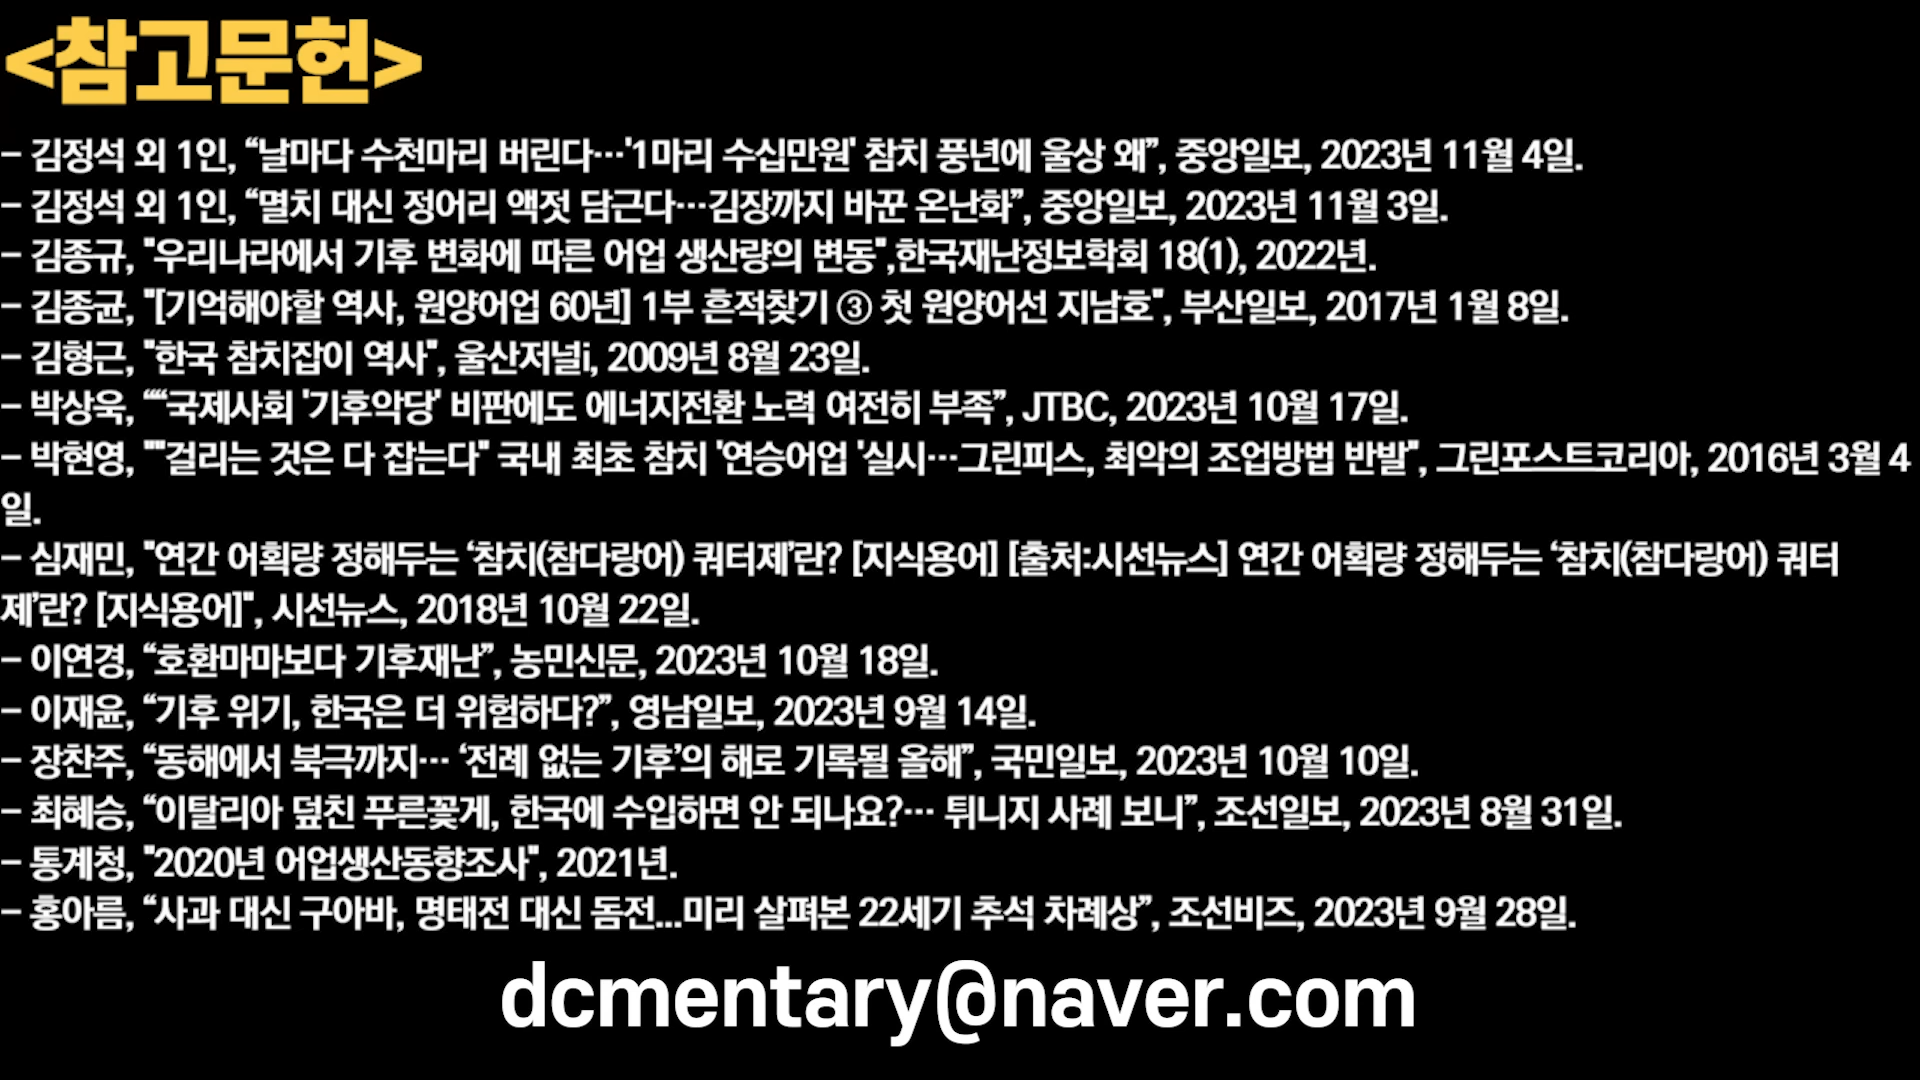 <참고문헌>
- 김정석 외 1인, “날마다 수천마리 버린다…'1마리 수십만원' 참치 풍년에 울상 왜”, 중앙일보, 2023년 11월 4일.
- 김정석 외 1인, “멸치 대신 정어리 액젓 담근다…김장까지 바꾼 온난화”, 중앙일보, 2023년 11월 3일.
- 김종규, "우리나라에서 기후 변화에 따른 어업 생산량의 변동",한국재난정보학회 18(1), 2022년.
- 김종균, "[기억해야할 역사, 원양어업 60년] 1부 흔적찾기 ③ 첫 원양어선 지남호", 부산일보, 2017년 1월 8일.
- 김형근, "한국 참치잡이 역사", 울산저널i, 2009년 8월 23일.
- 박상욱, ““국제사회 '기후악당' 비판에도 에너지전환 노력 여전히 부족”, JTBC, 2023년 10월 17일.
- 박현영, ""걸리는 것은 다 잡는다" 국내 최초 참치 '연승어업 '실시…그린피스, 최악의 조업방법 반발", 그린포스트코리아, 2016년 3월 4
일.
- 심재민, "연간 어획량 정해두는 ‘참치(참다랑어) 쿼터제’란? [지식용어] [출처:시선뉴스] 연간 어획량 정해두는 ‘참치(참다랑어) 쿼터
제’란? [지식용어]", 시선뉴스, 2018년 10월 22일.
- 이연경, “호환마마보다 기후재난”, 농민신문, 2023년 10월 18일.
- 이재윤, “기후 위기, 한국은 더 위험하다?”, 영남일보, 2023년 9월 14일.
- 장찬주, “동해에서 북극까지… ‘전례 없는 기후’의 해로 기록될 올해”, 국민일보, 2023년 10월 10일.
- 최혜승, “이탈리아 덮친 푸른꽃게, 한국에 수입하면 안 되나요?… 튀니지 사례 보니”, 조선일보, 2023년 8월 31일.
- 통계청, "2020년 어업생산동향조사", 2021년.
- 홍아름, “사과 대신 구아바, 명태전 대신 돔전...미리 살펴본 22세기 추석 차례상”, 조선비즈, 2023년 9월 28일.
dcmentary@naver.com